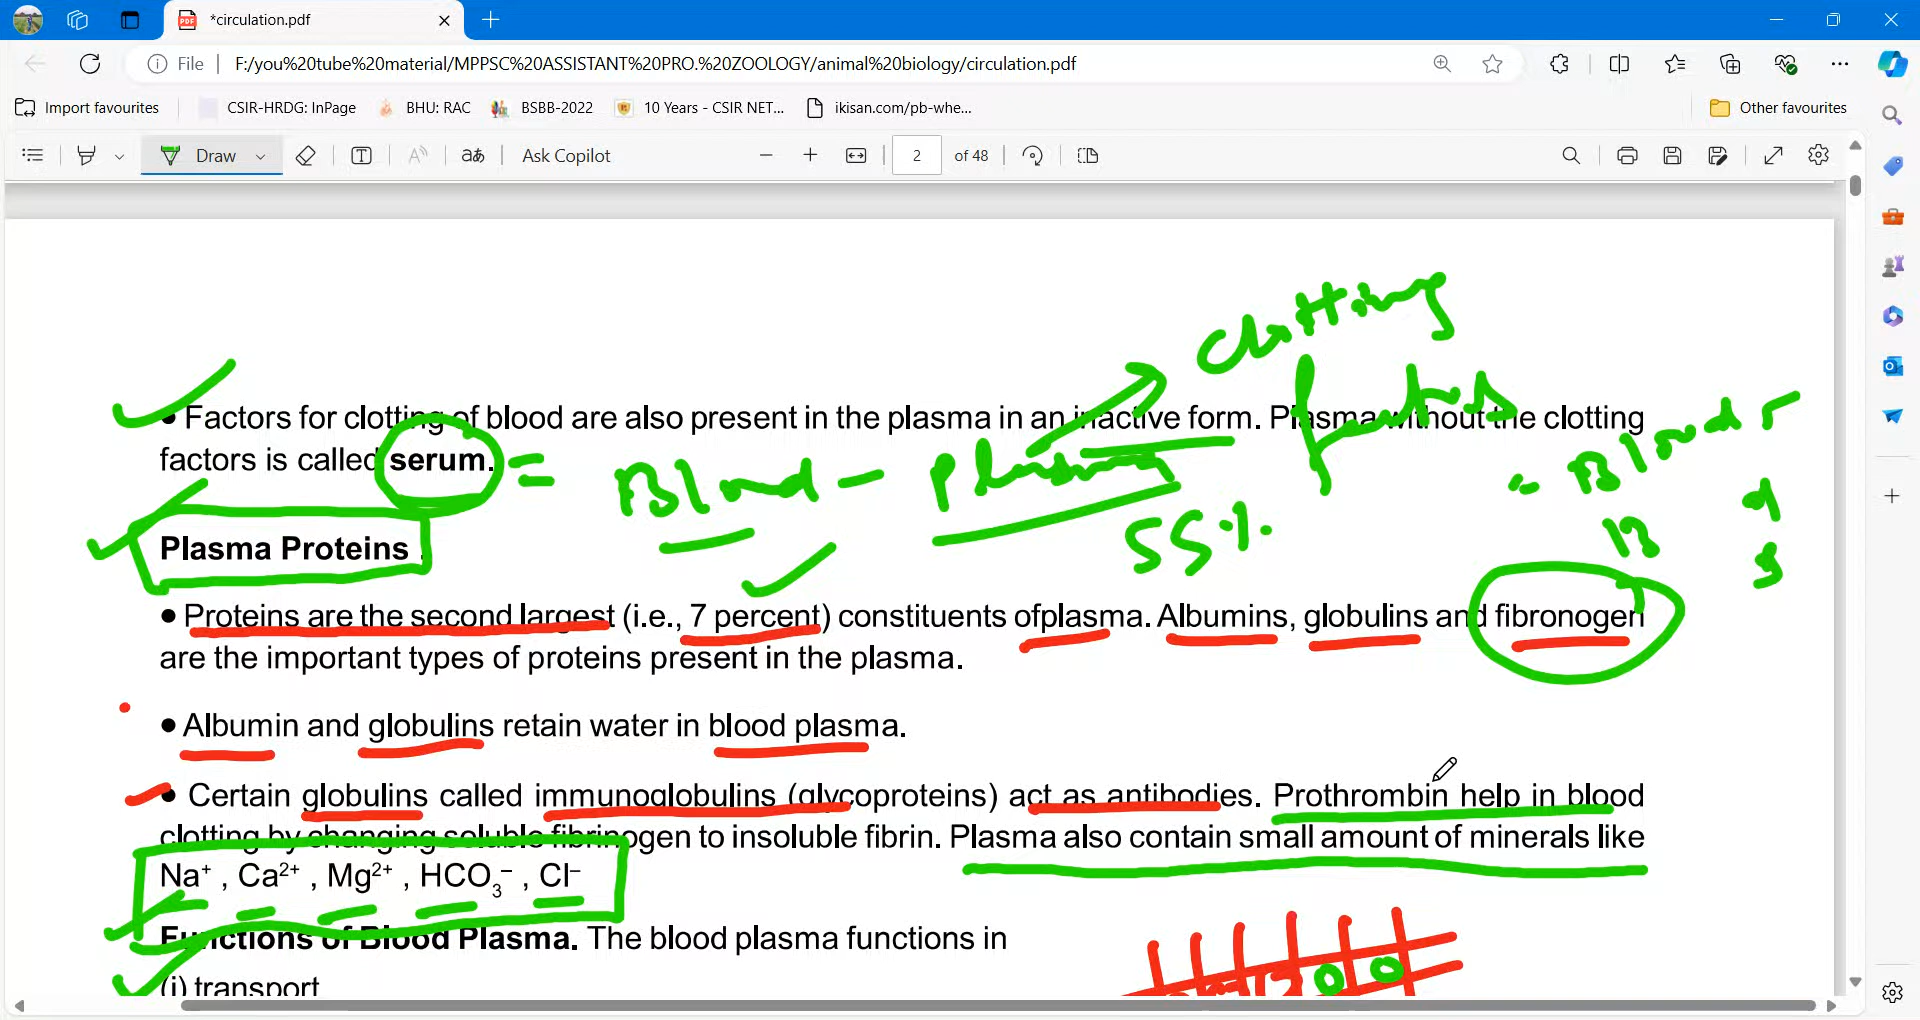 *circulation.pdf
File F:/you%20tube%20material/MPPSC%20ASSISTANT%20PRO.%20ZOOLOGY/animal%20biology/circulation.pdf
Import favourites CSIR-HRDG: InPage BHU: RAC BSBB-2022 10 Years - CSIR NET... ikisan.com/pb-whe... Other favourites
Draw Ask Copilot 2 of 48
Clotting
factors
• Factors for clotting of blood are also present in the plasma in an inactive form. Plasma without the clotting
factors is called serum.
= Blood - Plasma
55%.
= Blood
Plasma Proteins
• Proteins are the second largest (i.e., 7 percent) constituents ofplasma. Albumins, globulins and fibronogen
are the important types of proteins present in the plasma.
• Albumin and globulins retain water in blood plasma.
• Certain globulins called immunoglobulins (glycoproteins) act as antibodies. Prothrombin help in blood
clotting by changing soluble fibrinogen to insoluble fibrin. Plasma also contain small amount of minerals like
Na⁺ , Ca²⁺ , Mg²⁺ , HCO₃⁻ , Cl⁻
Functions of Blood Plasma. The blood plasma functions in
(i) transport